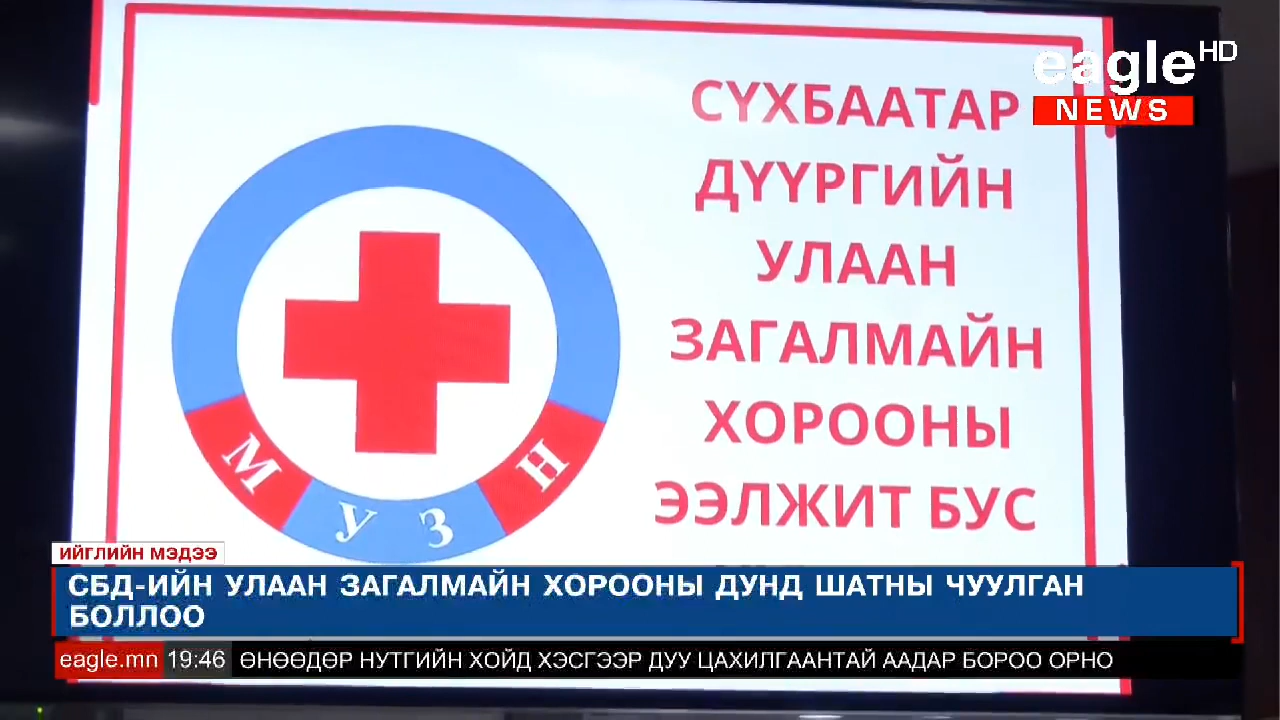 eagle HD
NEWS
СҮХБААТАР
ДҮҮРГИЙН
УЛААН
ЗАГАЛМАЙН
ХОРООНЫ
ЭЭЛЖИТ БУС
М У З Н
ИЙГЛИЙН МЭДЭЭ
СБД-ИЙН УЛААН ЗАГАЛМАЙН ХОРООНЫ ДУНД ШАТНЫ ЧУУЛГАН
БОЛЛОО
eagle.mn 19:46 ӨНӨӨДӨР НУТГИЙН ХОЙД ХЭСГЭЭР ДУУ ЦАХИЛГААНТАЙ ААДАР БОРОО ОРНО